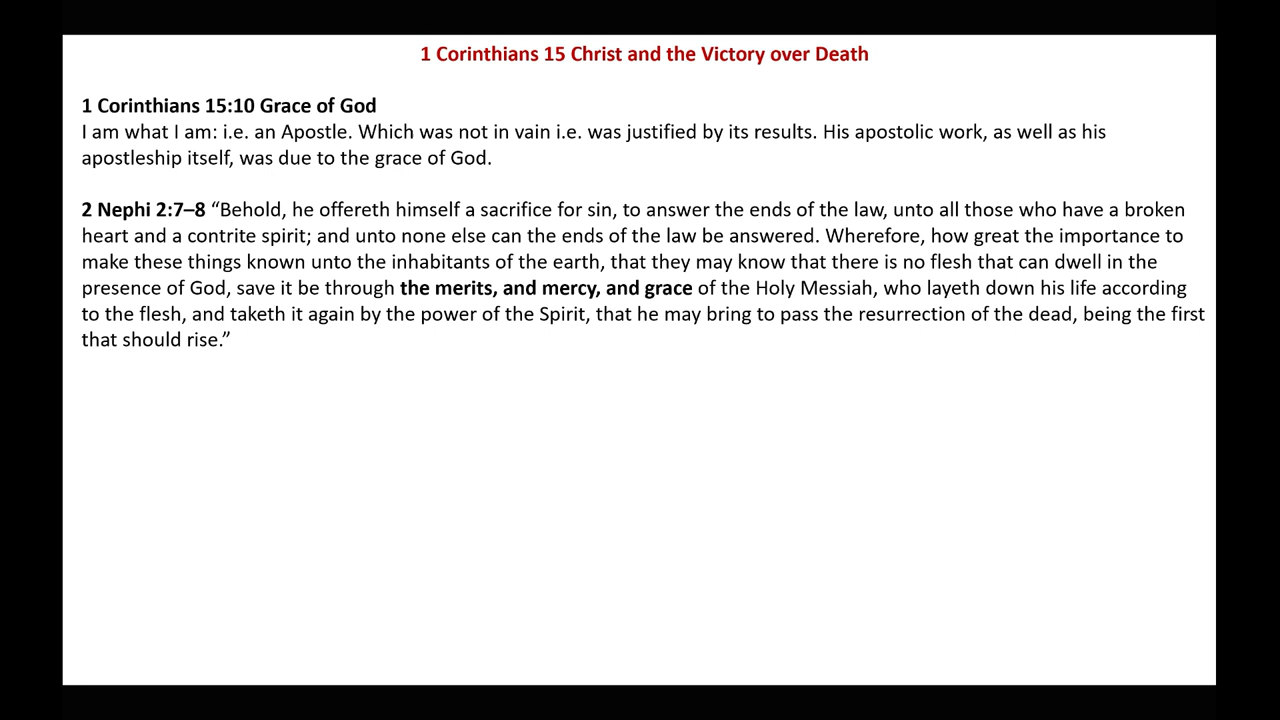 1 Corinthians 15 Christ and the Victory over Death
1 Corinthians 15:10 Grace of God
I am what I am: i.e. an Apostle. Which was not in vain i.e. was justified by its results. His apostolic work, as well as his
apostleship itself, was due to the grace of God.
2 Nephi 2:7–8 “Behold, he offereth himself a sacrifice for sin, to answer the ends of the law, unto all those who have a broken
heart and a contrite spirit; and unto none else can the ends of the law be answered. Wherefore, how great the importance to
make these things known unto the inhabitants of the earth, that they may know that there is no flesh that can dwell in the
presence of God, save it be through the merits, and mercy, and grace of the Holy Messiah, who layeth down his life according
to the flesh, and taketh it again by the power of the Spirit, that he may bring to pass the resurrection of the dead, being the first
that should rise.”